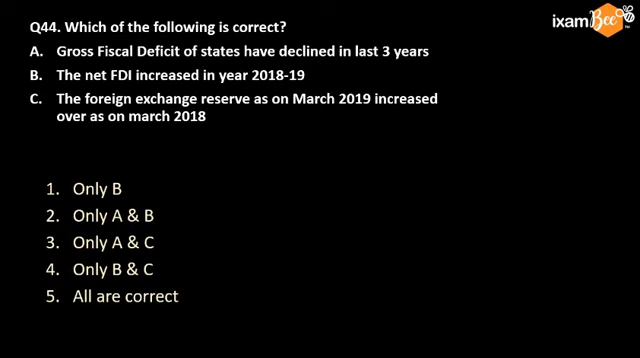 Q44. Which of the following is correct?
ixam Bee
A. Gross Fiscal Deficit of states have declined in last 3 years
B. The net FDI increased in year 2018-19
C. The foreign exchange reserve as on March 2019 increased
over as on march 2018
1. Only B
2. Only A & B
3. Only A & C
4. Only B & C
5. All are correct